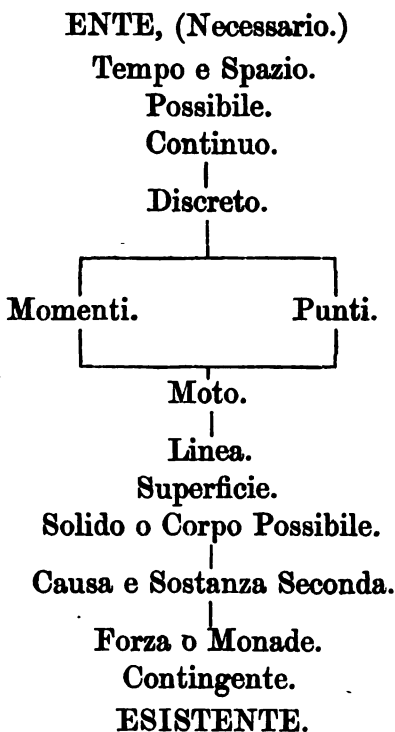 ENTE, (Necessario.)
Tempo e Spazio.
Possibile.
Continuo.
Discreto.
Momenti. Punti.
Moto.
Linea.
Superficie.
Solido o Corpo Possibile.
Causa e Sostanza Seconda.
Forza o Monade.
Contingente.
ESISTENTE.